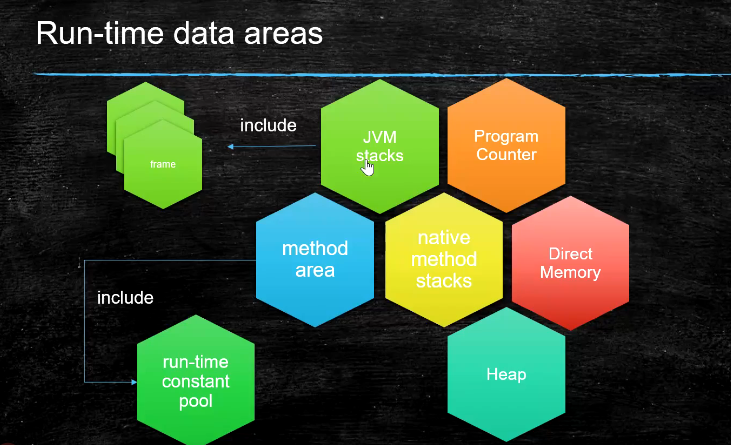 Run-time data areas
frame
include
JVM
stacks
Program
Counter
method
area
native
method
stacks
Direct
Memory
include
run-time
constant
pool
Heap